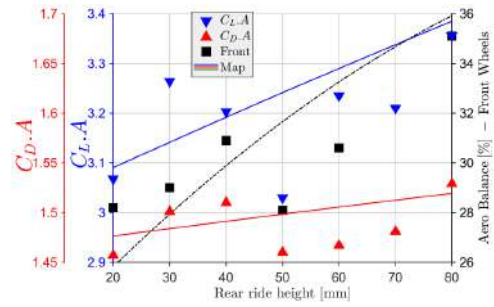 1.7 3.4 36
C_L.A
C_D.A
Front
Map
1.65 3.3 34
1.6 3.2 32
1.55 3.1 30
1.5 3 28
1.45 2.9 26
20 30 40 50 60 70 80
Rear ride height [mm]
C_D.A
C_L.A
Aero Balance [%] – Front Wheels